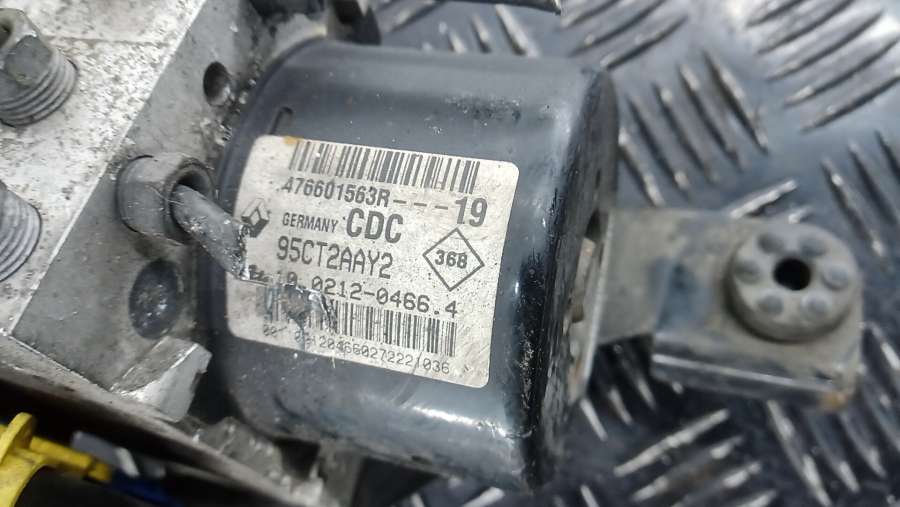 476601563R---19
GERMANY CDC
95CT2AAY2
368
0212-0466.4